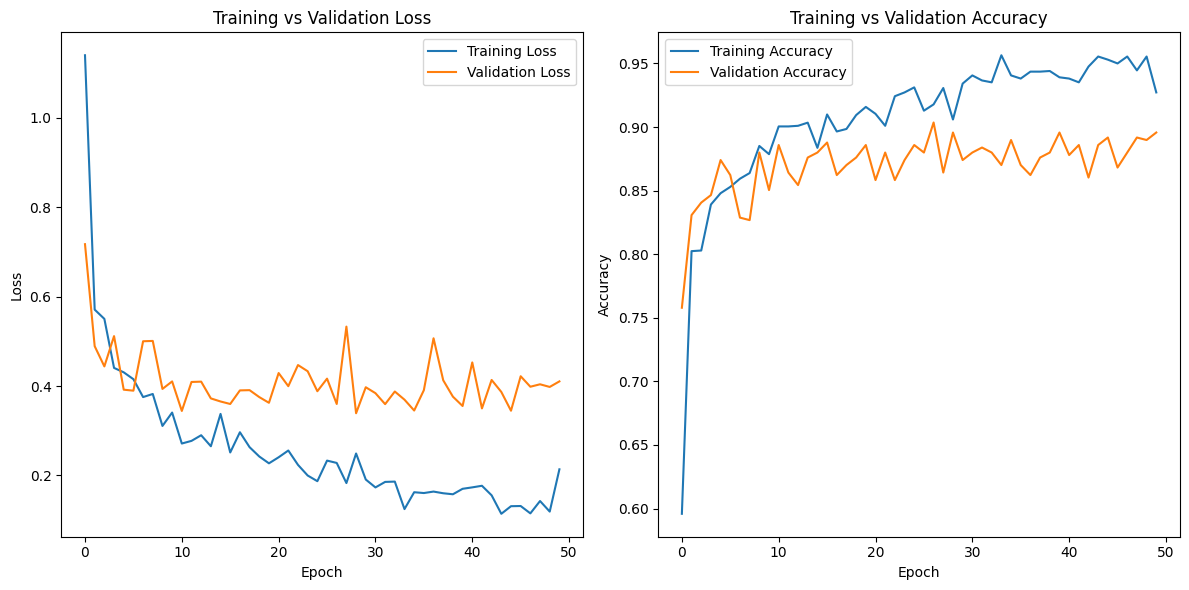 Training vs Validation Loss
Training Loss
Validation Loss
1.0
0.8
0.6
0.4
0.2
Loss
0 10 20 30 40 50
Epoch
Training vs Validation Accuracy
Training Accuracy
Validation Accuracy
0.95
0.90
0.85
0.80
0.75
0.70
0.65
0.60
Accuracy
0 10 20 30 40 50
Epoch